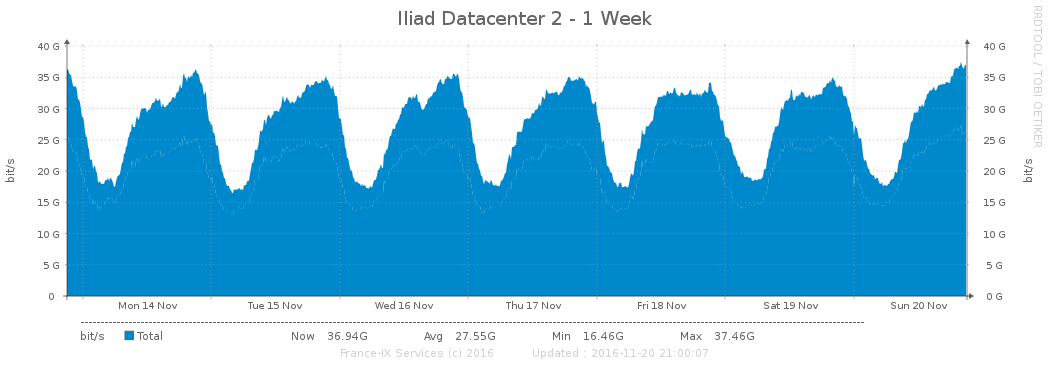 Iliad Datacenter 2 - 1 Week
RRDTOOL / TOBI OETIKER
40 G 40 G
35 G 35 G
30 G 30 G
25 G 25 G
20 G 20 G
15 G 15 G
10 G 10 G
5 G 5 G
0 0 G
bit/s bit/s
Mon 14 Nov Tue 15 Nov Wed 16 Nov Thu 17 Nov Fri 18 Nov Sat 19 Nov Sun 20 Nov
bit/s Total Now 36.94G Avg 27.55G Min 16.46G Max 37.46G
France-IX Services (c) 2016 Updated : 2016-11-20 21:00:07